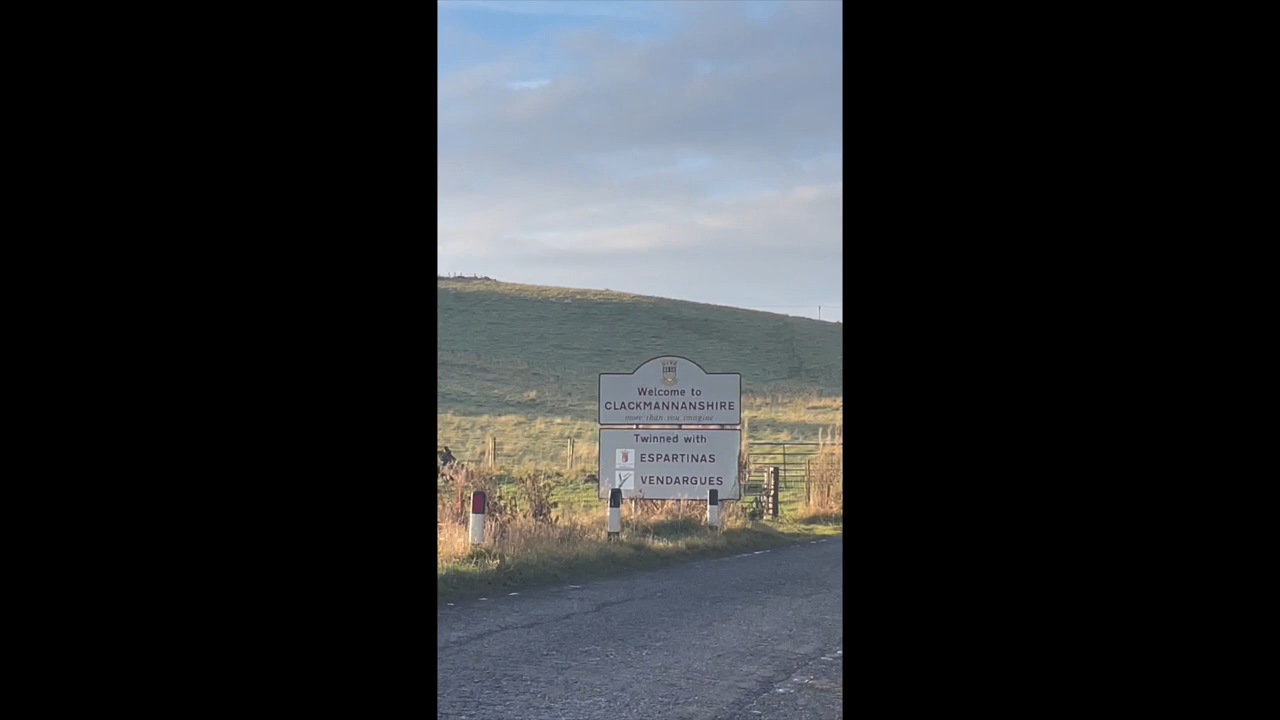 Welcome to
CLACKMANNANSHIRE
more than you imagine
Twinned with
ESPARTINAS
VENDARGUES